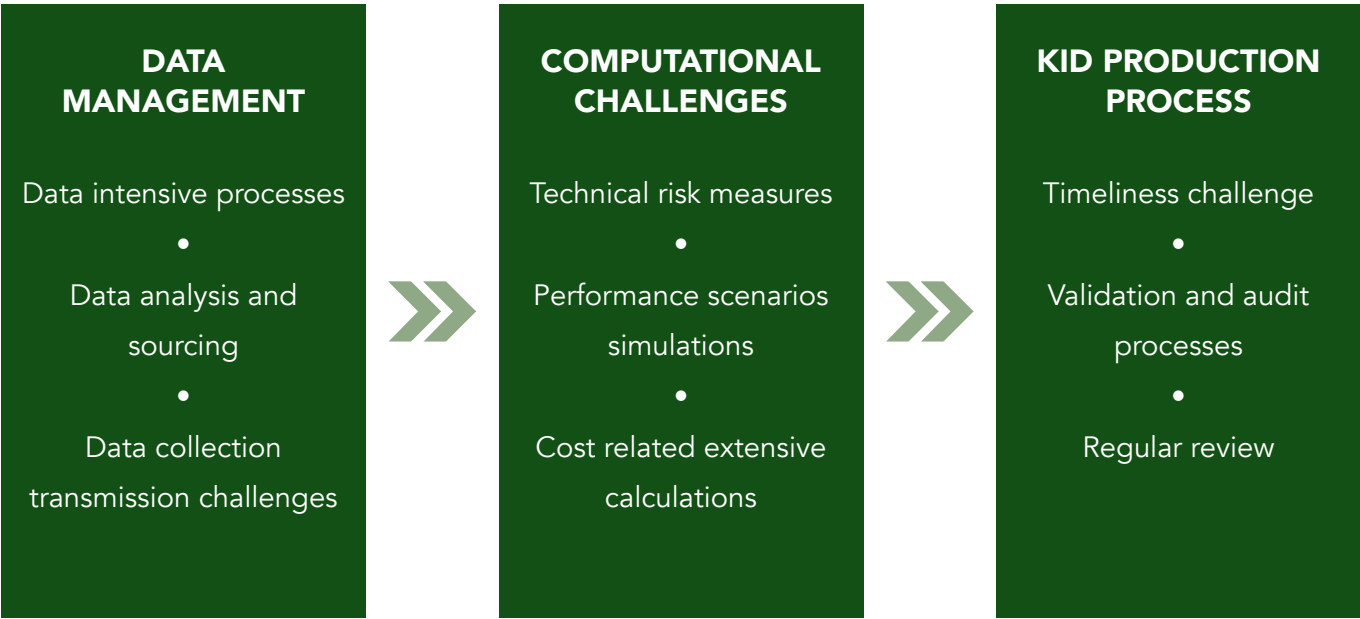 DATA
MANAGEMENT
Data intensive processes
•
Data analysis and
sourcing
•
Data collection
transmission challenges
COMPUTATIONAL
CHALLENGES
Technical risk measures
•
Performance scenarios
simulations
•
Cost related extensive
calculations
KID PRODUCTION
PROCESS
Timeliness challenge
•
Validation and audit
processes
•
Regular review